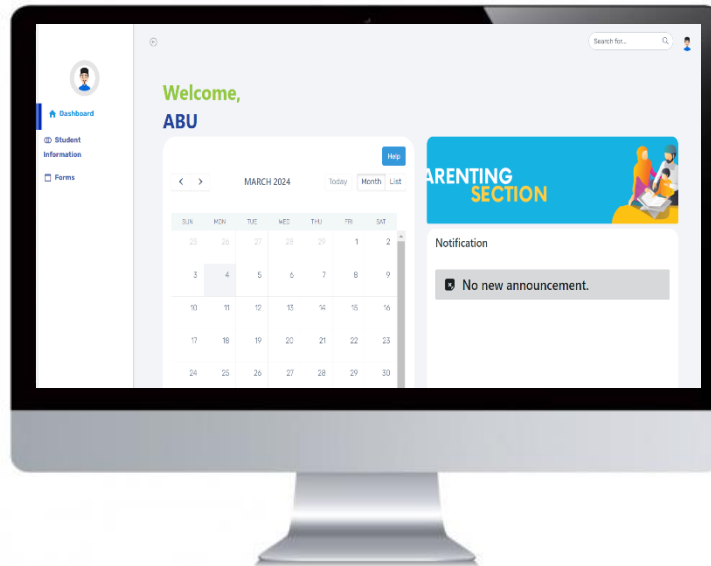 Search for...
Welcome,
ABU
Dashboard
Student
Information
Forms
Help
MARCH 2024
Today Month List
SUN MON TUE WED THU FRI SAT
25 26 27 28 29 1 2
3 4 5 6 7 8 9
10 11 12 13 14 15 16
17 18 19 20 21 22 23
24 25 26 27 28 29 30
ARENTING
SECTION
Notification
No new announcement.